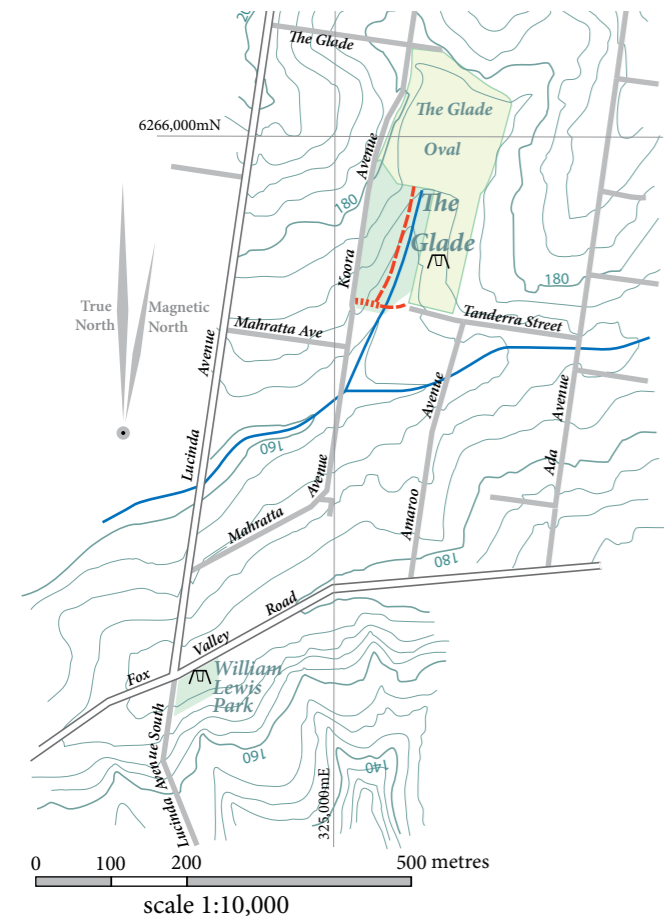 The Glade
6266,000mN
The Glade
Oval
Avenue
180
The
Glade
Koora
180
True
North
Magnetic
North
Tanderra Street
Mahratta Ave
Avenue
Avenue
Avenue
160
Lucinda
Avenue
Ada
Mahratta
Amaroo
180
Road
Valley
Fox
William
Lewis
Park
Lucinda Avenue South
160
140
325,000mE
0 100 200 500 metres
scale 1:10,000